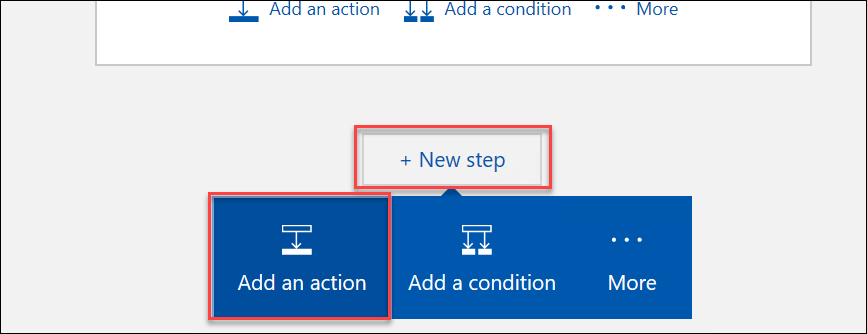 Add an action Add a condition ... More
+ New step
Add an action Add a condition More